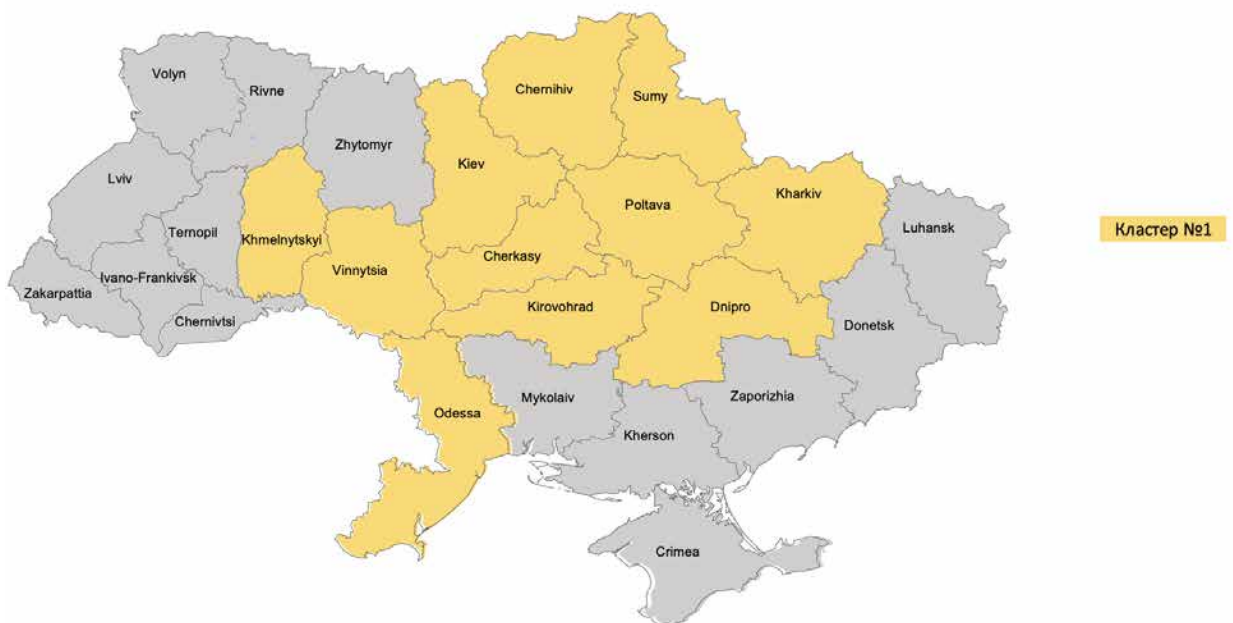 Volyn
Rivne
Chernihiv
Sumy
Zhytomyr
Kiev
Lviv
Kharkiv
Poltava
Luhansk
Кластер №1
Ternopil
Khmelnytskyi
Cherkasy
Vinnytsia
Ivano-Frankivsk
Zakarpattia
Kirovohrad
Dnipro
Chernivtsi
Donetsk
Mykolaiv
Zaporizhia
Odessa
Kherson
Crimea